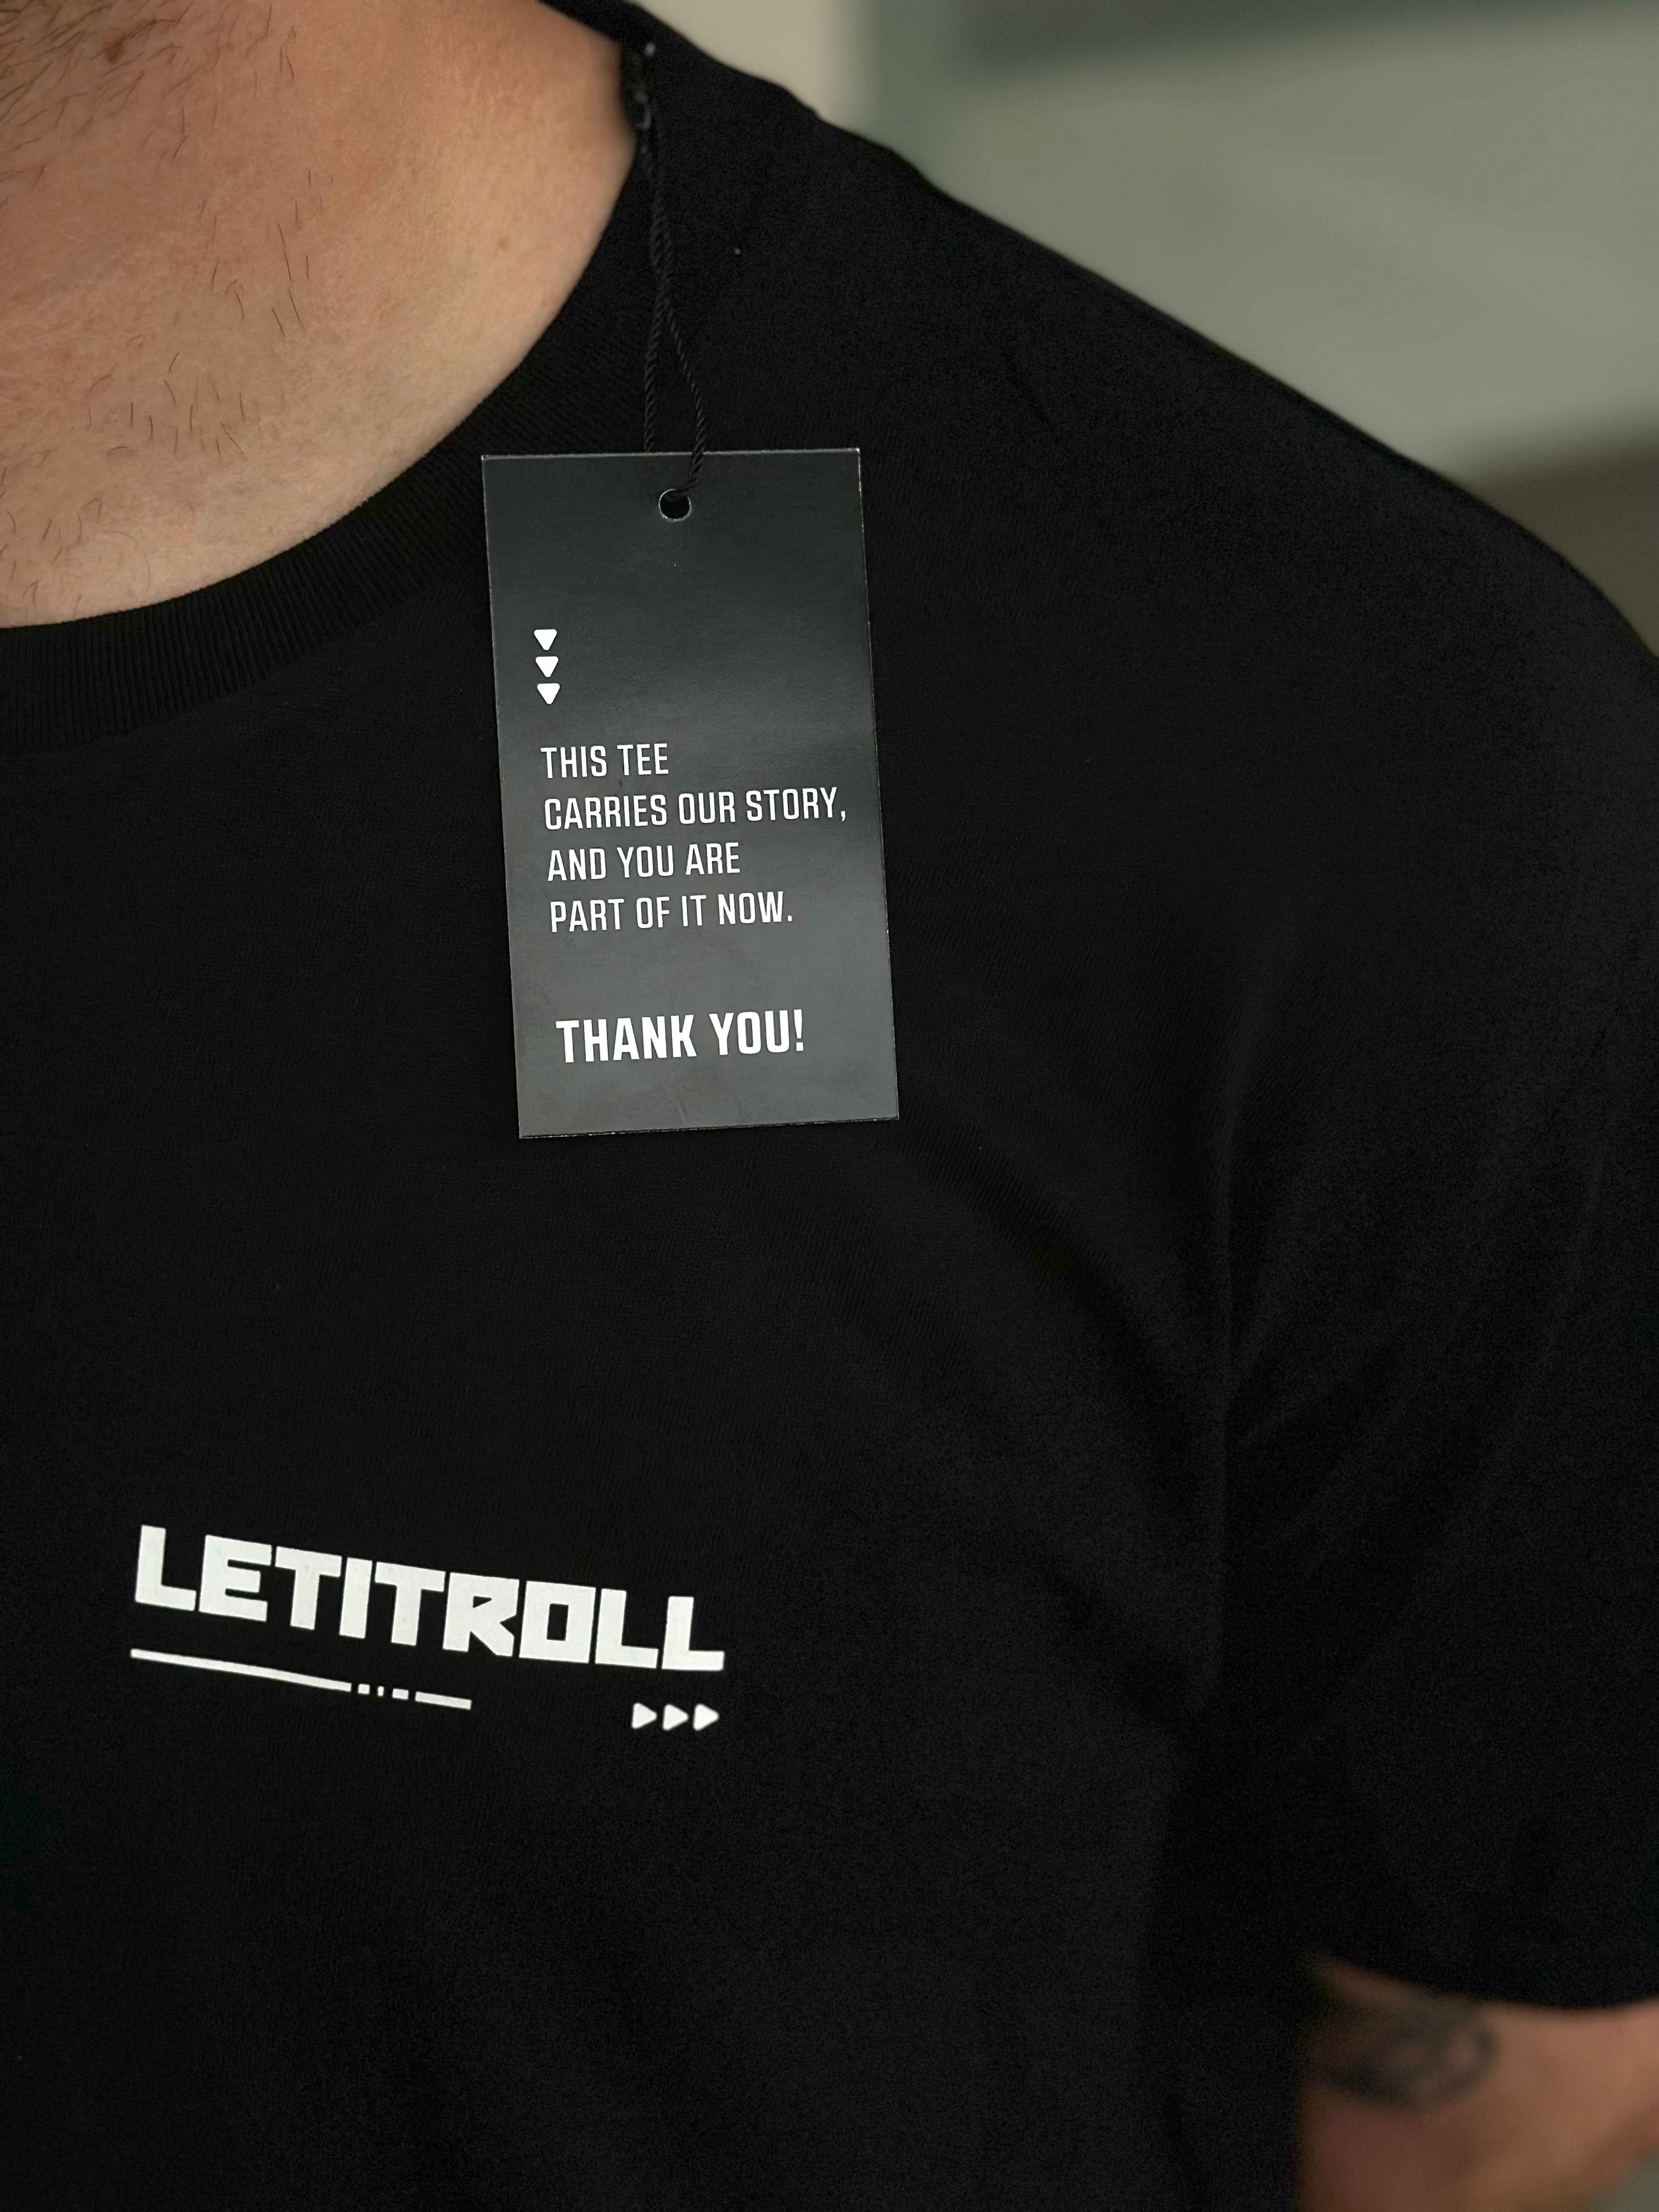 THIS TEE
CARRIES OUR STORY,
AND YOU ARE
PART OF IT NOW.
THANK YOU!
LETITROLL